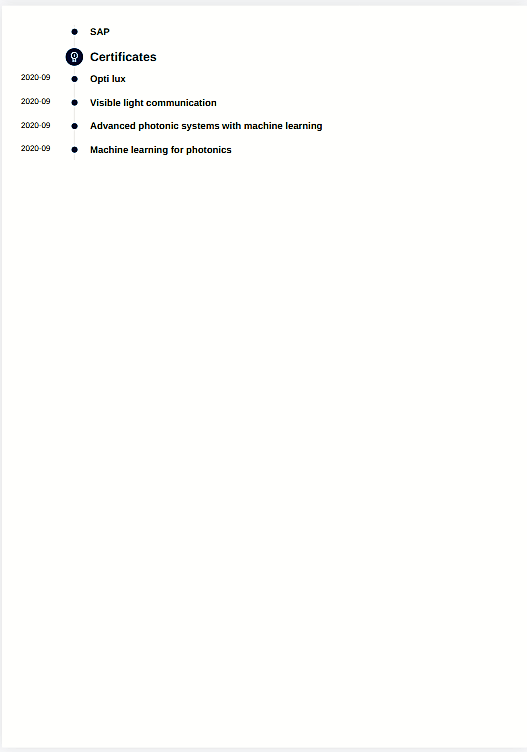 SAP
Certificates
2020-09 Opti lux
2020-09 Visible light communication
2020-09 Advanced photonic systems with machine learning
2020-09 Machine learning for photonics